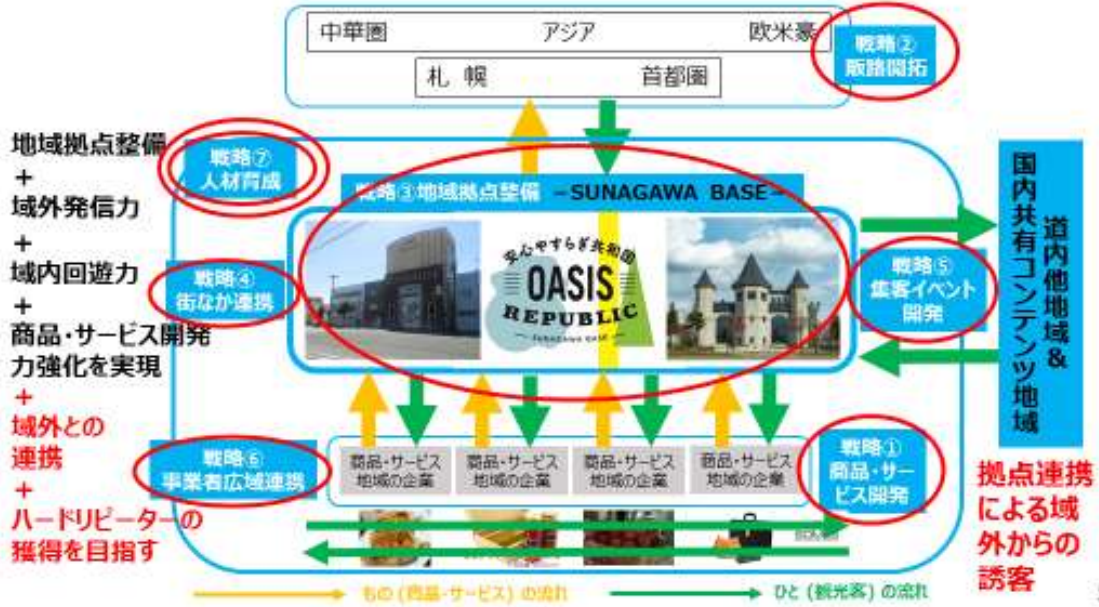 中華圏 アジア 欧米豪
札 幌 首都圏
戦略②
販路開拓
地域拠点整備
+
域外発信力
+
域内回遊力
+
商品・サービス開発
力強化を実現
+
域外との
連携
+
ハードリピーターの
獲得を目指す
戦略⑦
人材育成
戦略③地域拠点整備 −SUNAGAWA BASE−
安心やすらぎ共和国
OASIS
REPUBLIC
SUNAGAWA BASE
戦略④
街なか連携
戦略⑤
集客イベント
開発
道内他地域&
国内共有コンテンツ地域
戦略⑥
事業者広域連携
商品・サービス
地域の企業
商品・サービス
地域の企業
商品・サービス
地域の企業
商品・サービス
地域の企業
戦略①
商品・サー
ビス開発
拠点連携
による域
外からの
誘客
もの (商品・サービス) の流れ
ひと (観光客) の流れ